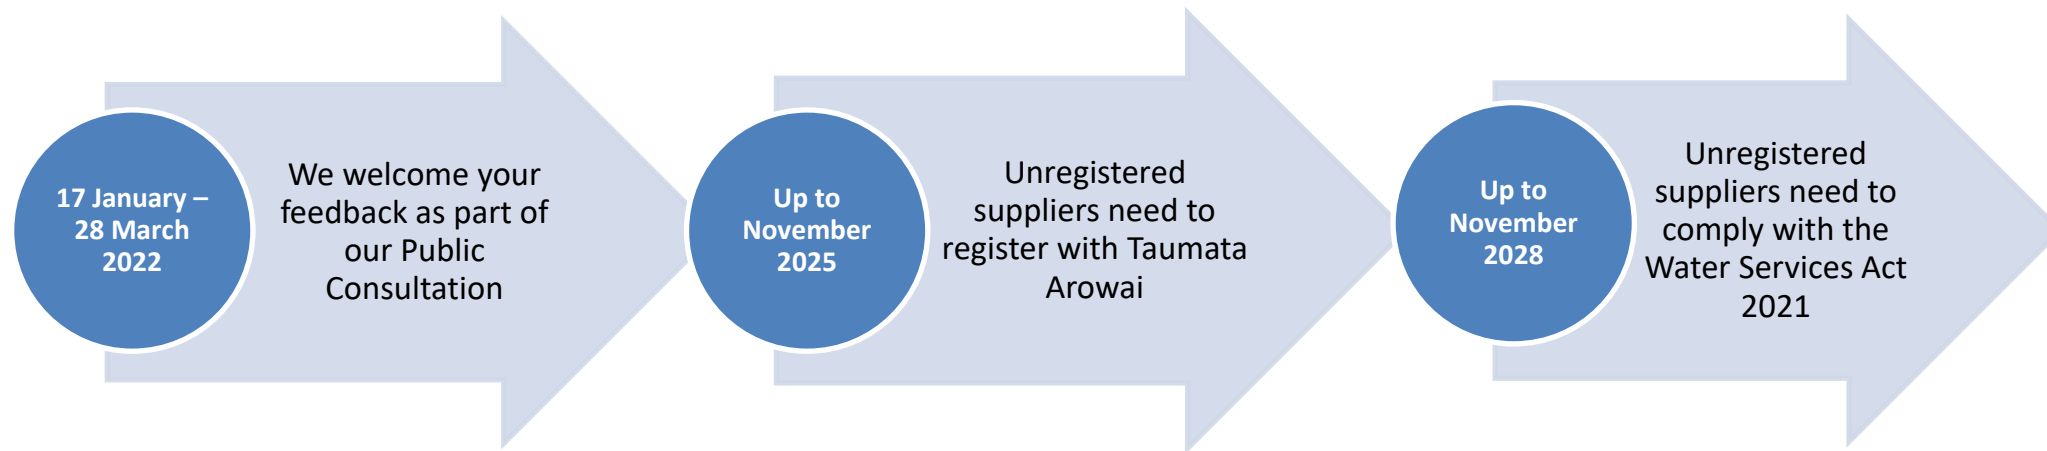 17 January –
28 March
2022
We welcome your
feedback as part of
our Public
Consultation
Up to
November
2025
Unregistered
suppliers need to
register with Taumata
Arowai
Up to
November
2028
Unregistered
suppliers need to
comply with the
Water Services Act
2021